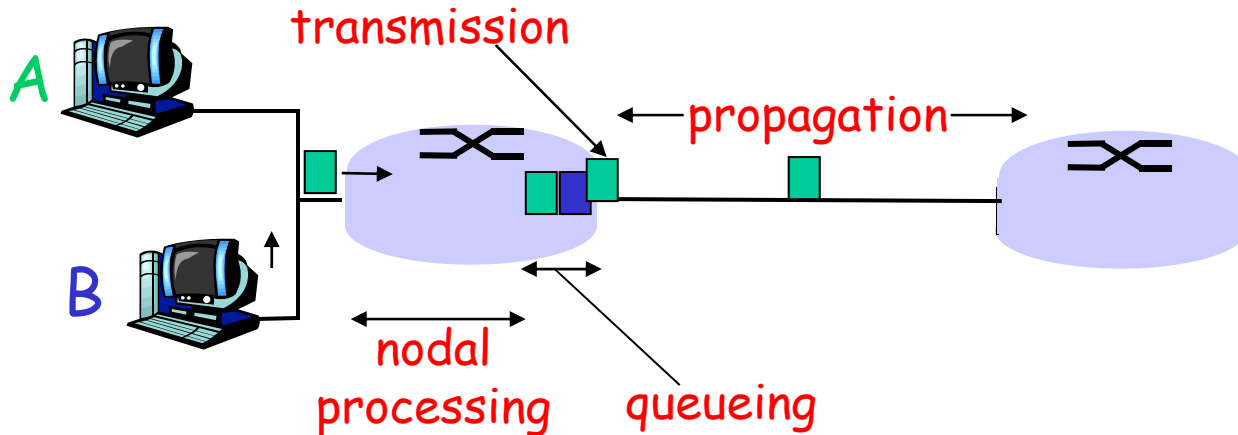 transmission
A
propagation
B
nodal
processing
queueing